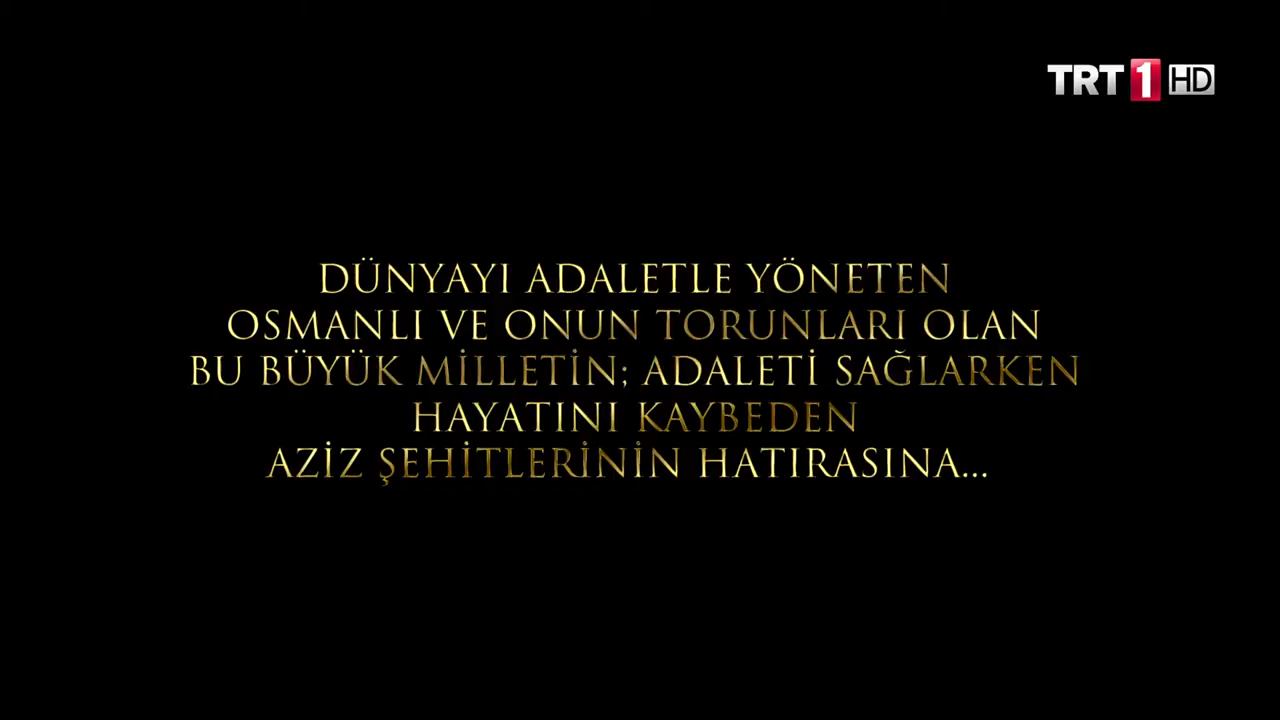 TRT 1 HD
DÜNYAYI ADALETLE YÖNETEN
OSMANLI VE ONUN TORUNLARI OLAN
BU BÜYÜK MİLLETİN; ADALETİ SAĞLARKEN
HAYATINI KAYBEDEN
AZİZ ŞEHİTLERİNİN HATIRASINA...